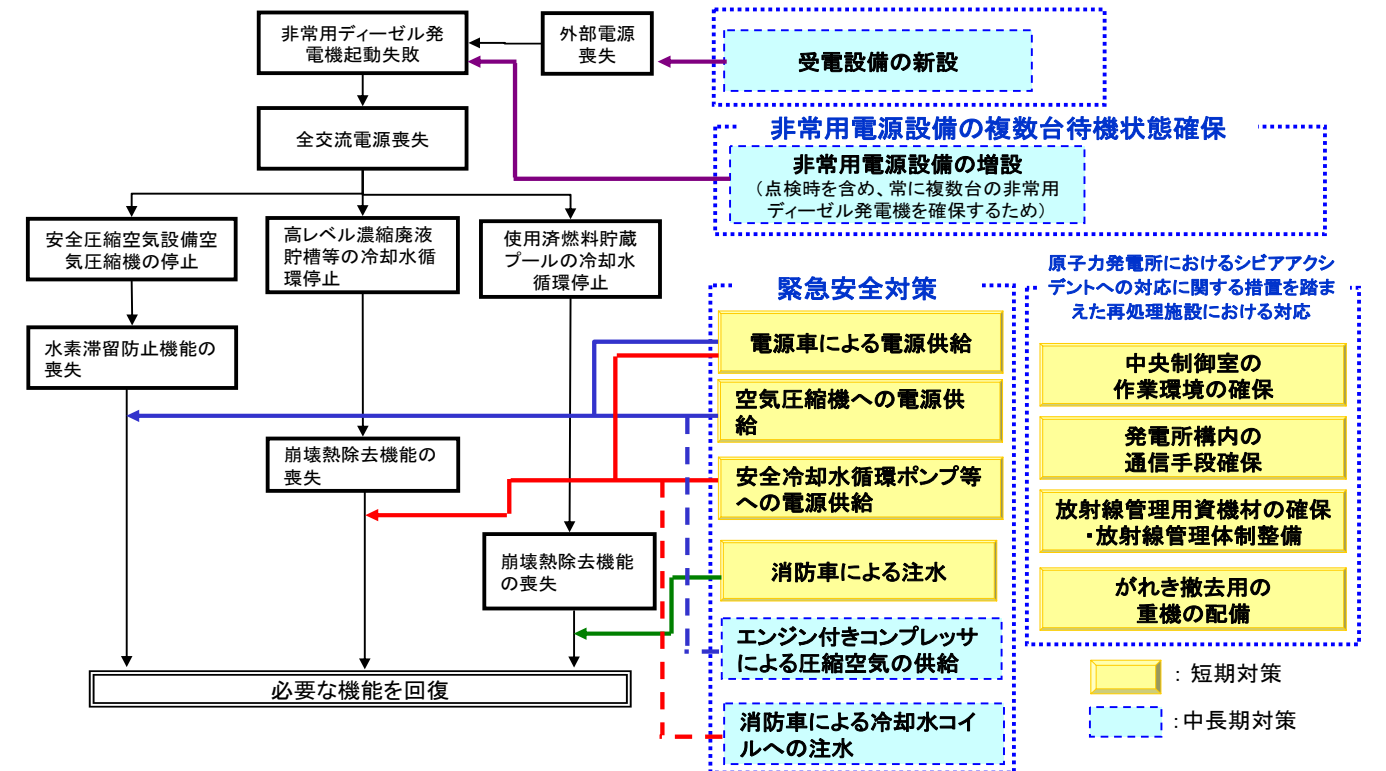 非常用ディーゼル発
電機起動失敗
外部電源
喪失
受電設備の新設
全交流電源喪失
非常用電源設備の複数台待機状態確保
非常用電源設備の増設
（点検時を含め、常に複数台の非常用
ディーゼル発電機を確保するため）
安全圧縮空気設備空
気圧縮機の停止
高レベル濃縮廃液
貯槽等の冷却水循
環停止
使用済燃料貯蔵
プールの冷却水
循環停止
水素滞留防止機能の
喪失
崩壊熱除去機能の
喪失
崩壊熱除去機能
の喪失
必要な機能を回復
緊急安全対策
電源車による電源供給
空気圧縮機への電源供
給
安全冷却水循環ポンプ等
への電源供給
消防車による注水
エンジン付きコンプレッサ
による圧縮空気の供給
消防車による冷却水コイ
ルへの注水
原子力発電所におけるシビアアクシ
デントへの対応に関する措置を踏ま
えた再処理施設における対応
中央制御室の
作業環境の確保
発電所構内の
通信手段確保
放射線管理用資機材の確保
・放射線管理体制整備
がれき撤去用の
重機の配備
：短期対策
：中長期対策